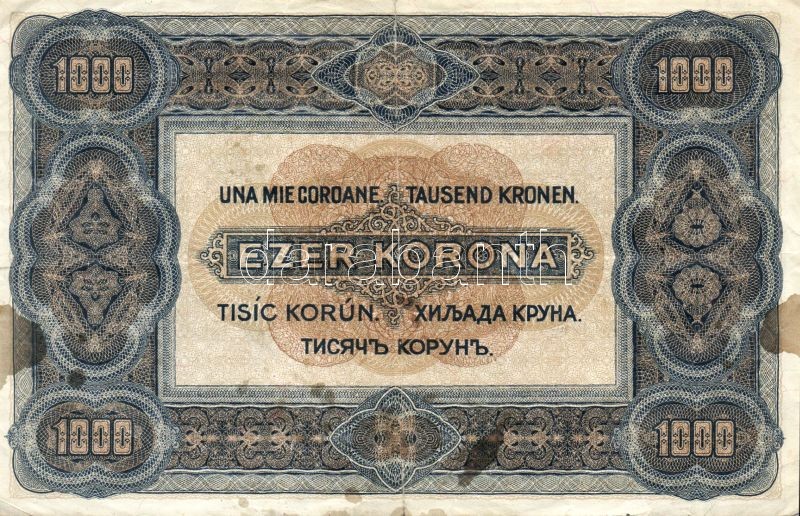 1000 1000
UNA MIE COROANE. TAUSEND KRONEN.
EZER KORONA
TISÍC KORÚN. ХИЉАДА КРУНА.
ТИСЯЧЪ КОРУНЪ.
1000 1000